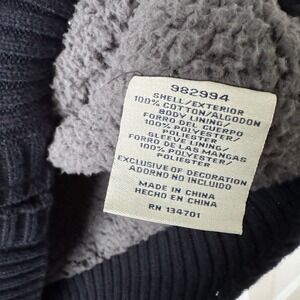 982994
SHELL/EXTERIOR
100% COTTON/ALGODON
BODY LINING/
FORRO DEL CUERPO
100% POLYESTER/
POLIESTER
SLEEVE LINING/
FORRO DE LAS MANGAS
100% POLYESTER/
POLIESTER
EXCLUSIVE OF DECORATION
ADORNO NO INCLUIDO
MADE IN CHINA
HECHO EN CHINA
RN 134701